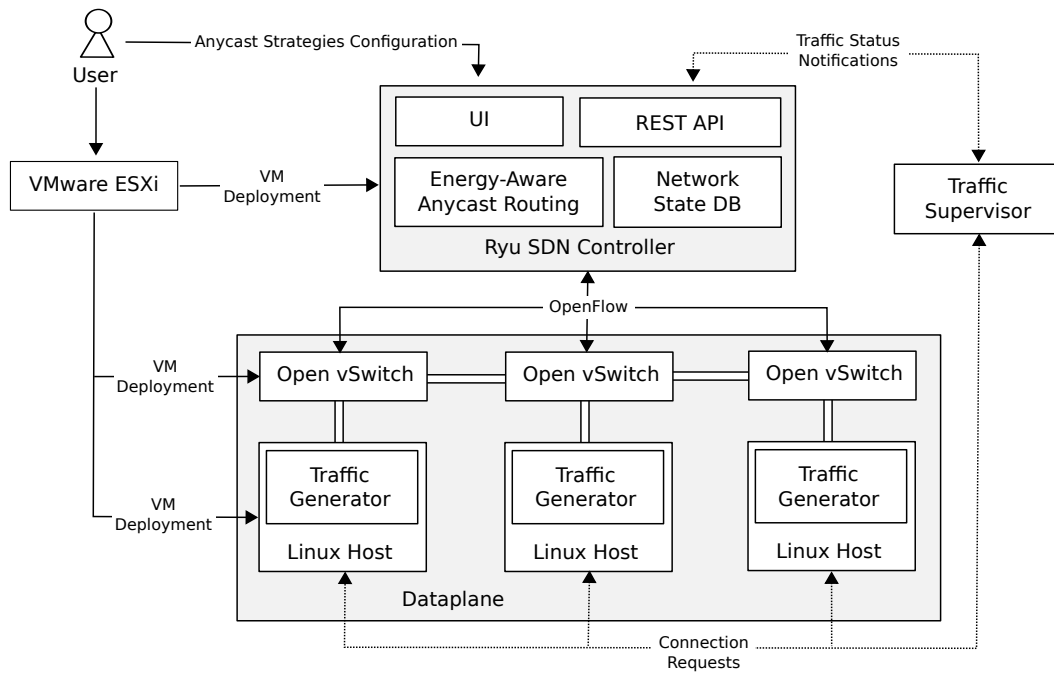 User
Anycast Strategies Configuration
Traffic Status
Notifications
UI
REST API
VMware ESXi
VM
Deployment
Energy-Aware
Anycast Routing
Network
State DB
Traffic
Supervisor
Ryu SDN Controller
OpenFlow
VM
Deployment
Open vSwitch
Open vSwitch
Open vSwitch
VM
Deployment
Traffic
Generator
Linux Host
Traffic
Generator
Linux Host
Traffic
Generator
Linux Host
Dataplane
Connection
Requests